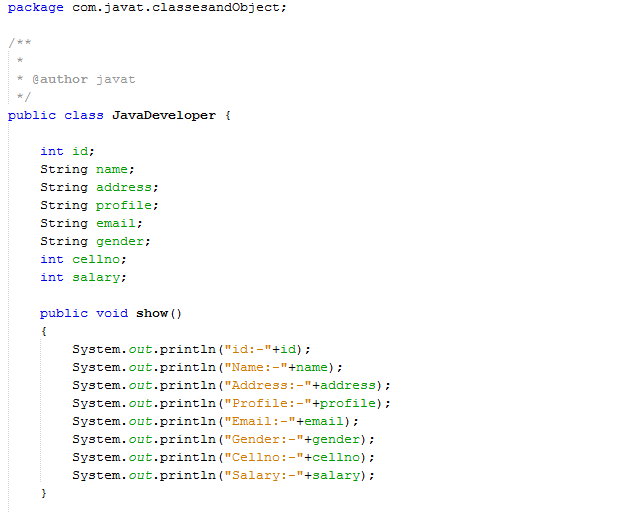 package com.javat.classesandObject;
/**
 *
 * @author javat
 */
public class JavaDeveloper {
    int id;
    String name;
    String address;
    String profile;
    String email;
    String gender;
    int cellno;
    int salary;
    public void show()
    {
        System.out.println("id:-"+id);
        System.out.println("Name:-"+name);
        System.out.println("Address:-"+address);
        System.out.println("Profile:-"+profile);
        System.out.println("Email:-"+email);
        System.out.println("Gender:-"+gender);
        System.out.println("Cellno:-"+cellno);
        System.out.println("Salary:-"+salary);
    }